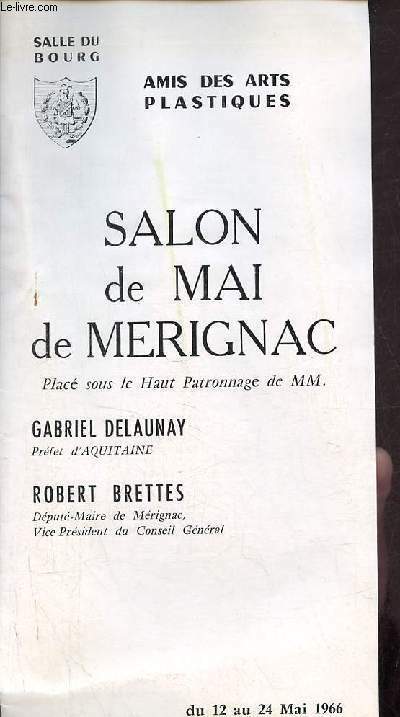 Le-livre.com
SALLE DU
BOURG
AMIS DES ARTS
PLASTIQUES
SALON
de MAI
de MERIGNAC
Placé sous le Haut Patronnage de MM.
GABRIEL DELAUNAY
Préfet d'AQUITAINE
ROBERT BRETTES
Député-Maire de Mérignac,
Vice Président du Conseil Général
du 12 au 24 Mai 1966